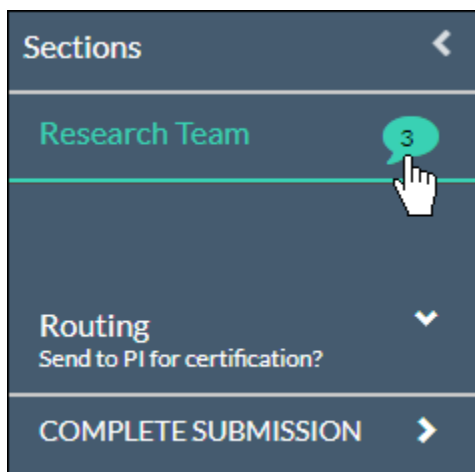 Sections
Research Team 3
Routing
Send to PI for certification?
COMPLETE SUBMISSION